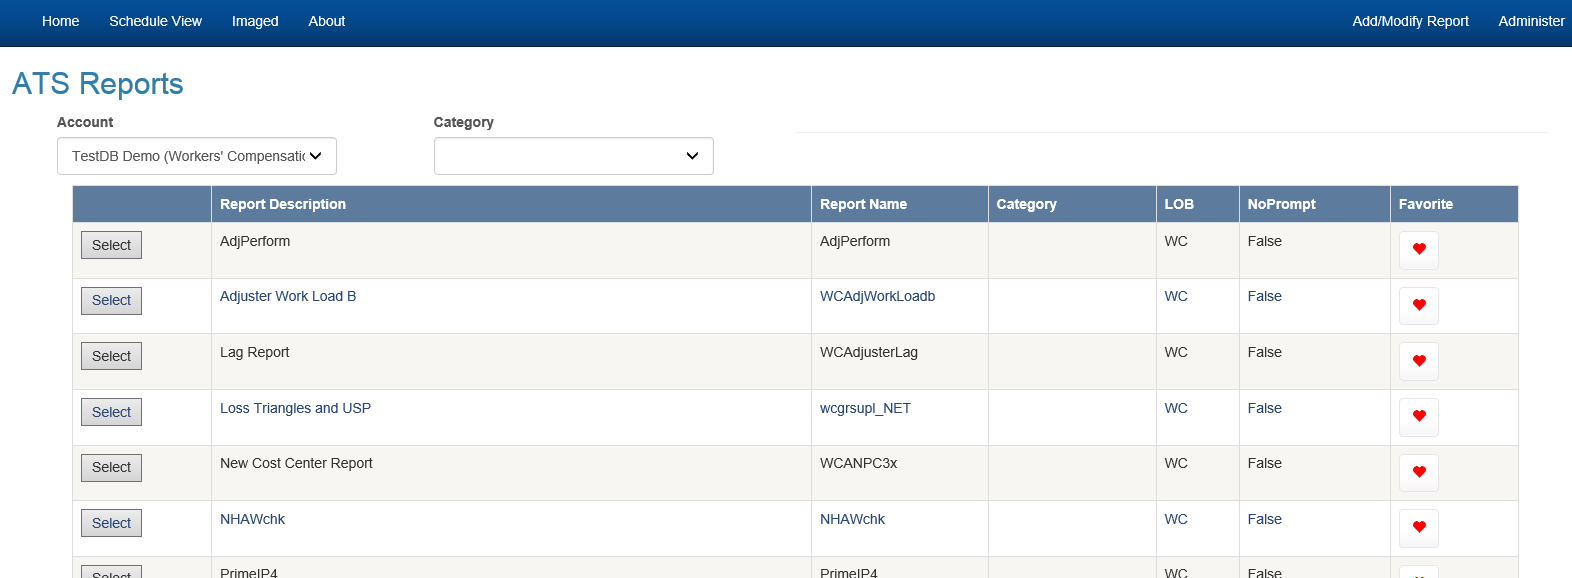 Home Schedule View Imaged About Add/Modify Report Administer
ATS Reports
Account Category
TestDB Demo (Workers' Compensatic
Report Description Report Name Category LOB NoPrompt Favorite
Select AdjPerform AdjPerform WC False
Select Adjuster Work Load B WCAdjWorkLoadb WC False
Select Lag Report WCAdjusterLag WC False
Select Loss Triangles and USP wcgrsupl_NET WC False
Select New Cost Center Report WCANPC3x WC False
Select NHAWchk NHAWchk WC False
Select PrimeIP4 PrimeIP4 WC False